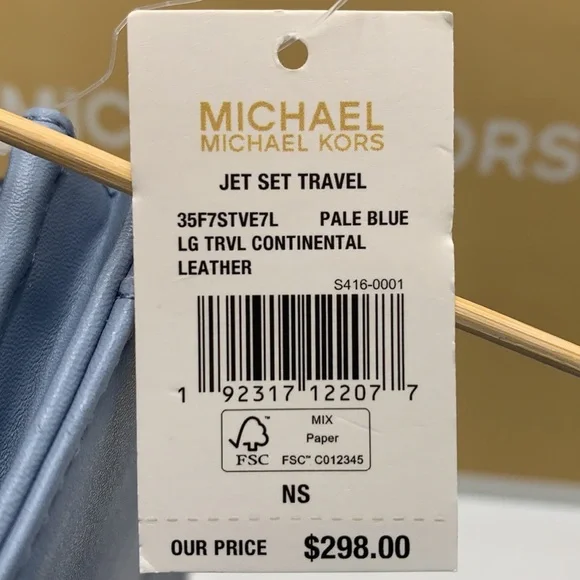 MICHAEL
MICHAEL KORS
JET SET TRAVEL
35F7STVE7L PALE BLUE
LG TRVL CONTINENTAL
LEATHER
S416-0001
1 92317 12207 7
FSC
MIX
Paper
FSC™ C012345
NS
OUR PRICE $298.00